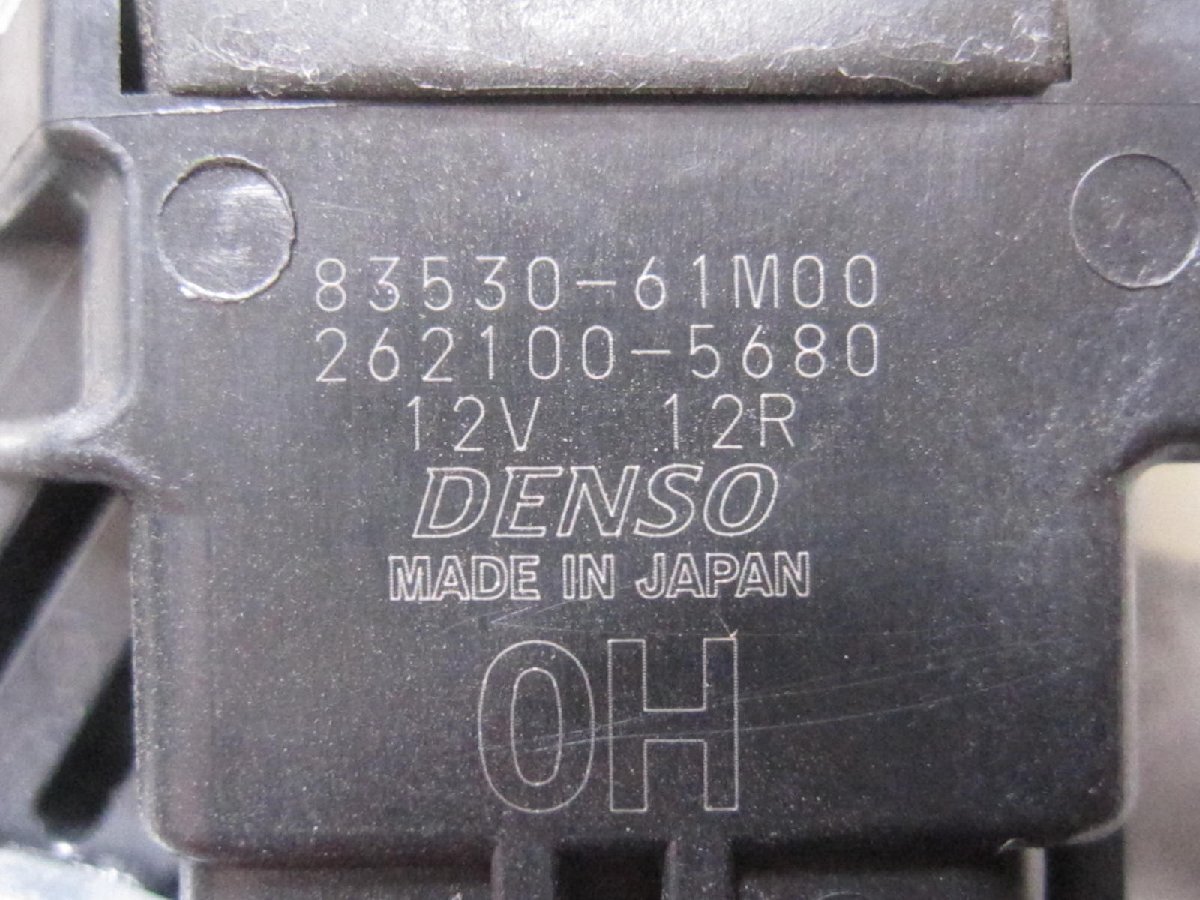 83530-61M00
262100-5680
12V 12R
DENSO
MADE IN JAPAN
0H